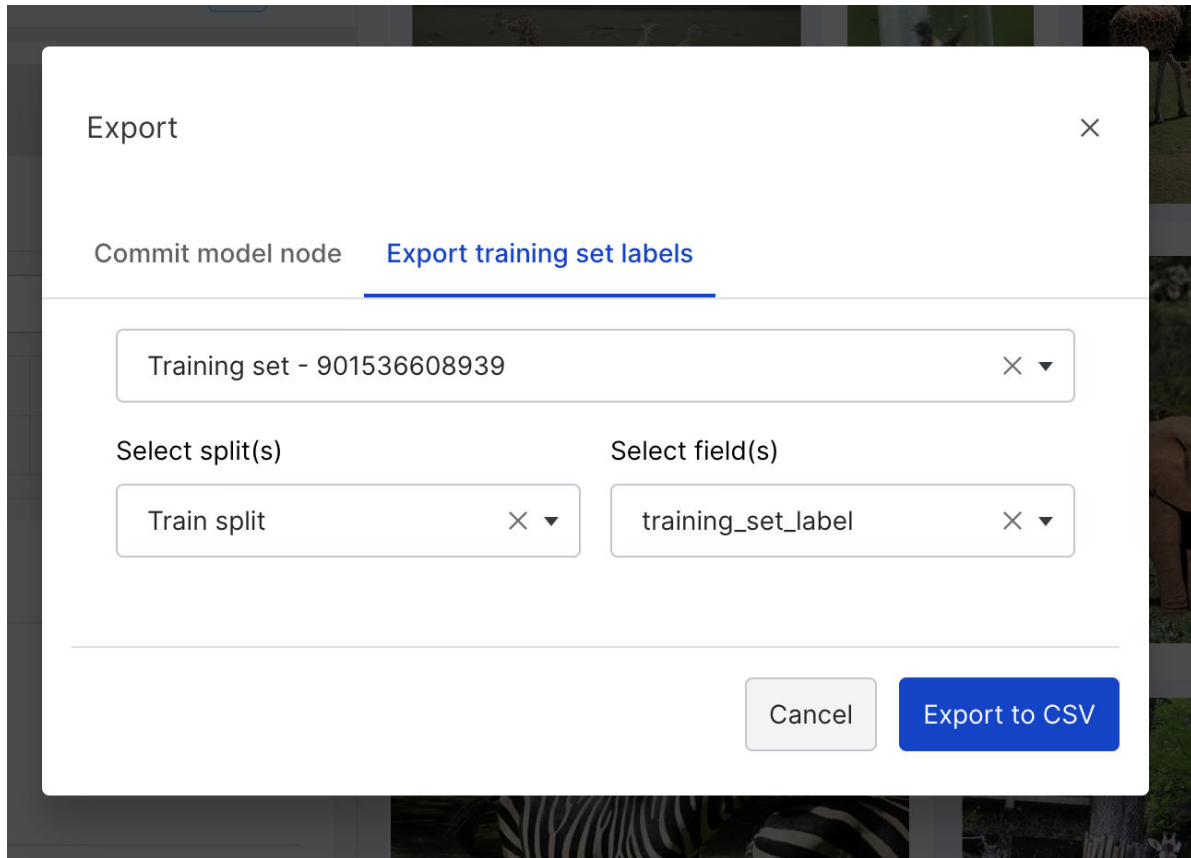 Export
Commit model node
Export training set labels
Training set - 901536608939
Select split(s)
Select field(s)
Train split
training_set_label
Cancel
Export to CSV